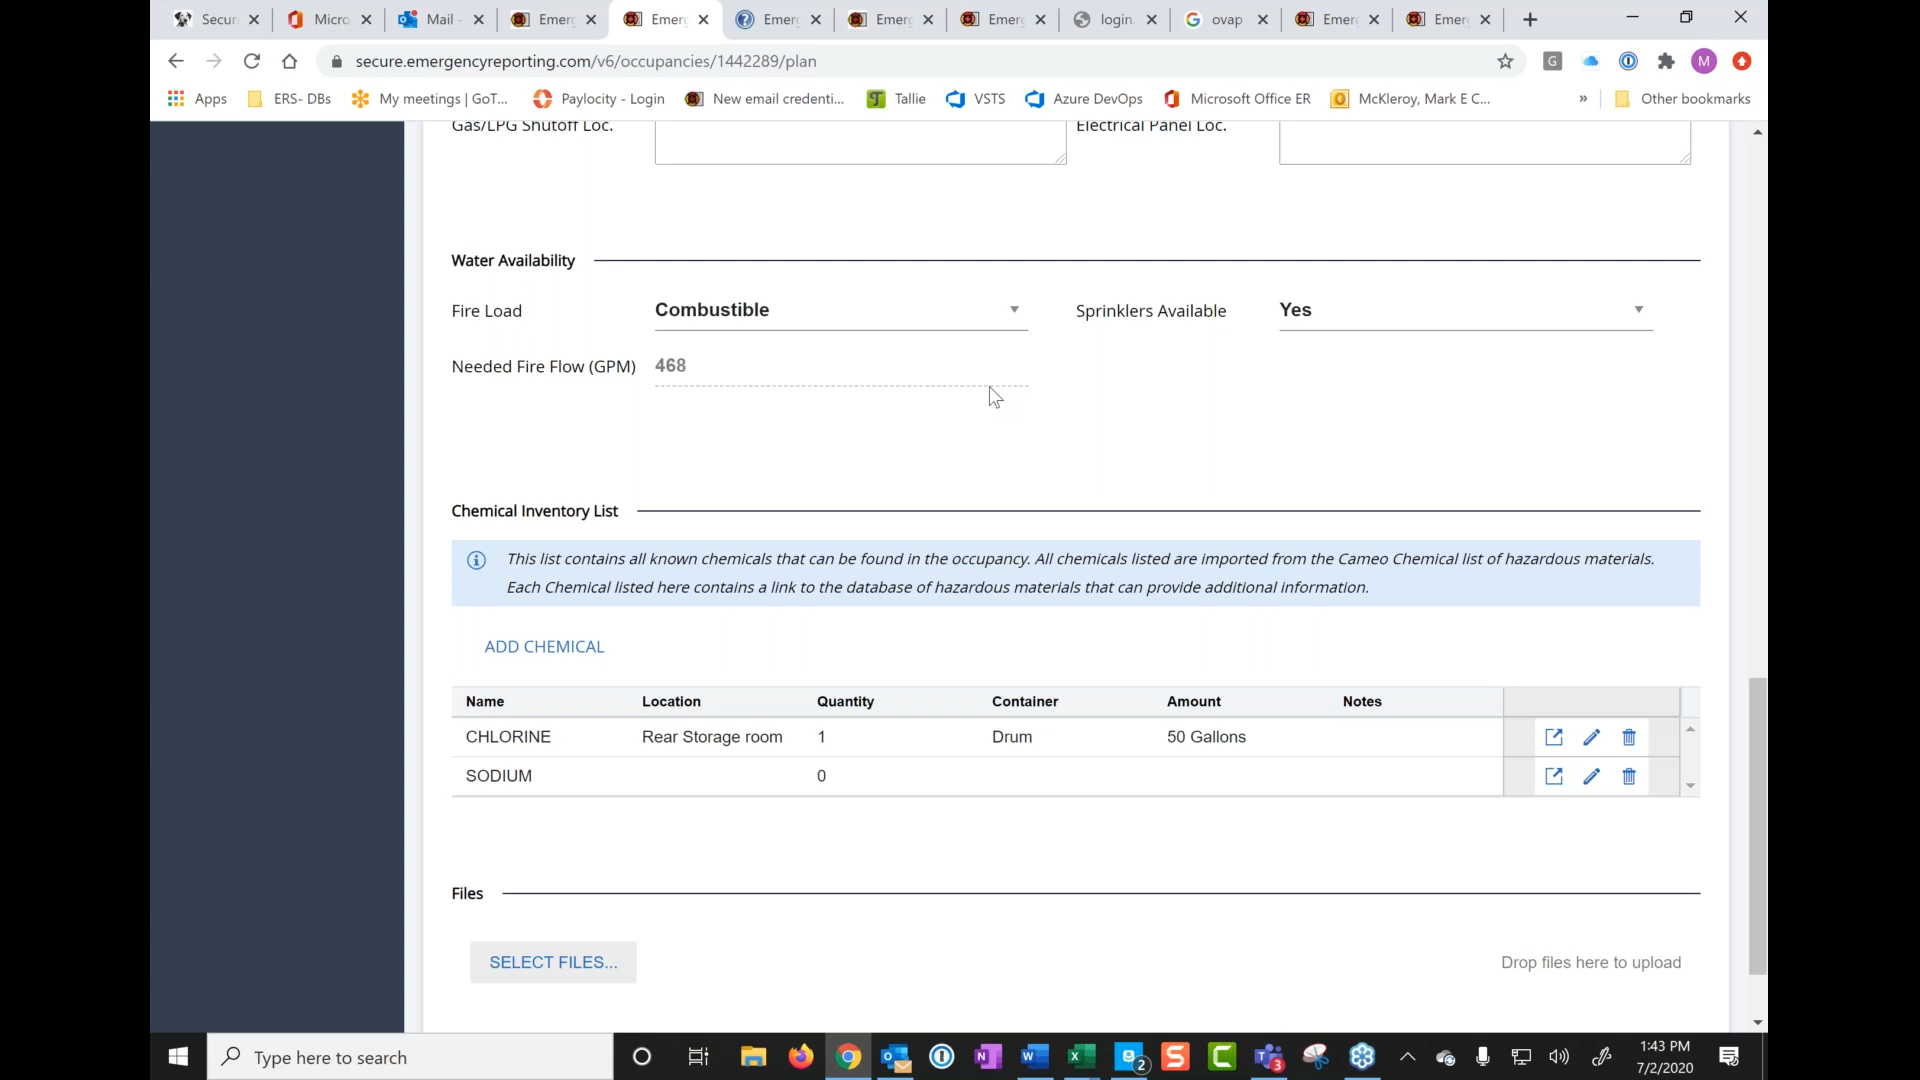 Secur
Micro
Mail -
Emerg
Emerg
Emerg
Emerg
Emerg
login.
ovap
Emerg
Emerg
secure.emergencyreporting.com/v6/occupancies/1442289/plan
Apps
ERS- DBs
My meetings | GoT...
Paylocity - Login
New email credenti...
Tallie
VSTS
Azure DevOps
Microsoft Office ER
McKleroy, Mark E C...
»
Other bookmarks
Gas/LPG Shutoff Loc.
Electrical Panel Loc.
Water Availability
Fire Load
Combustible
Sprinklers Available
Yes
Needed Fire Flow (GPM)
468
Chemical Inventory List
This list contains all known chemicals that can be found in the occupancy. All chemicals listed are imported from the Cameo Chemical list of hazardous materials.
Each Chemical listed here contains a link to the database of hazardous materials that can provide additional information.
ADD CHEMICAL
Name Location Quantity Container Amount Notes
CHLORINE Rear Storage room 1 Drum 50 Gallons
SODIUM 0
Files
SELECT FILES...
Drop files here to upload
Type here to search
2
3
1:43 PM
7/2/2020